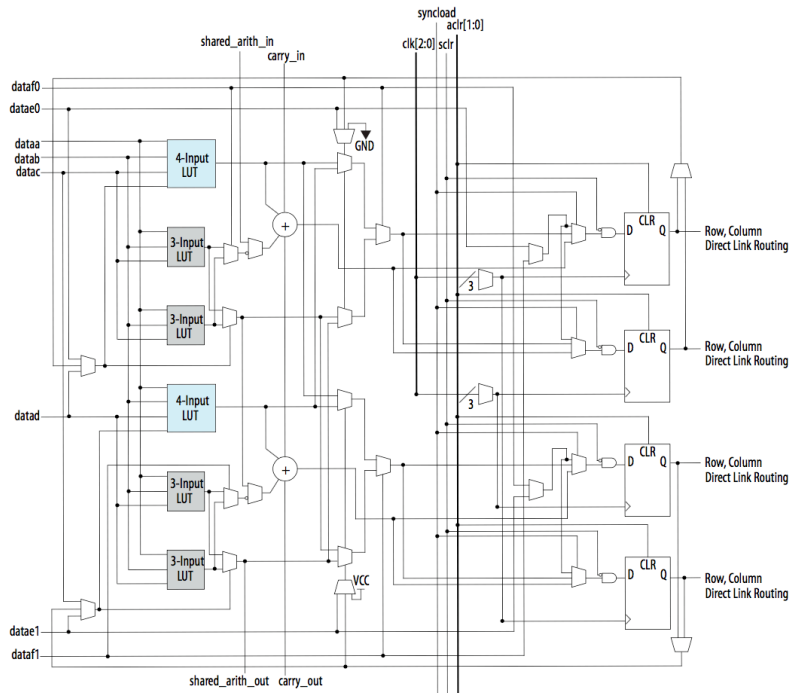 syncload
aclr[1:0]
shared_arith_in
clk[2:0]
sclr
carry_in
dataf0
datae0
GND
dataa
datab
datac
4-Input
LUT
CLR
D
Q
Row, Column
Direct Link Routing
3-Input
LUT
+
3
3-Input
LUT
CLR
D
Q
Row, Column
Direct Link Routing
3
datad
4-Input
LUT
CLR
D
Q
Row, Column
Direct Link Routing
+
3-Input
LUT
3-Input
LUT
VCC
CLR
D
Q
Row, Column
Direct Link Routing
datae1
dataf1
shared_arith_out
carry_out